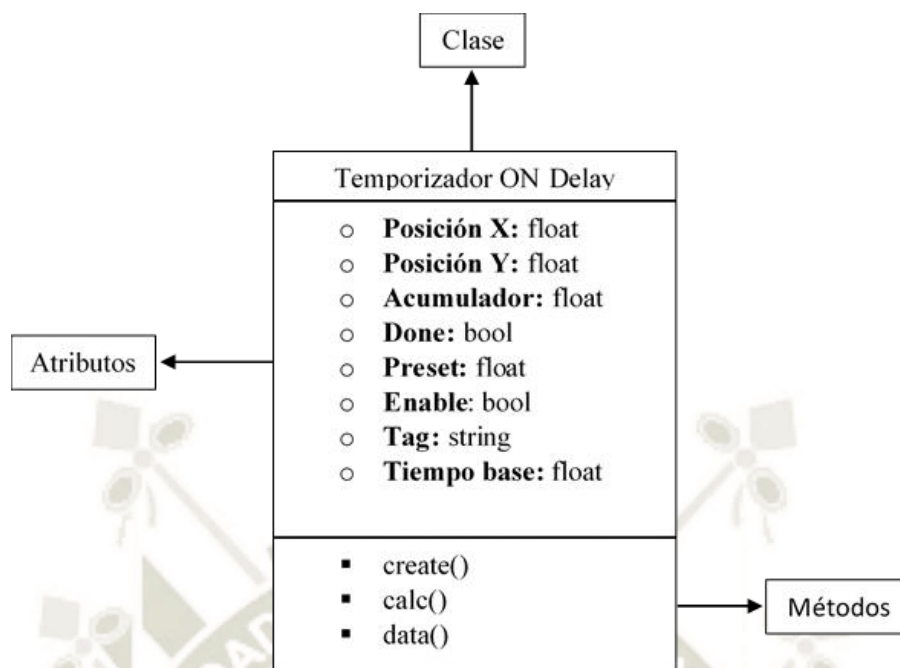 Clase
Temporizador ON Delay
Posición X: float
Posición Y: float
Acumulador: float
Done: bool
Preset: float
Enable: bool
Tag: string
Tiempo base: float
Atributos
create()
calc()
data()
Métodos
DAD